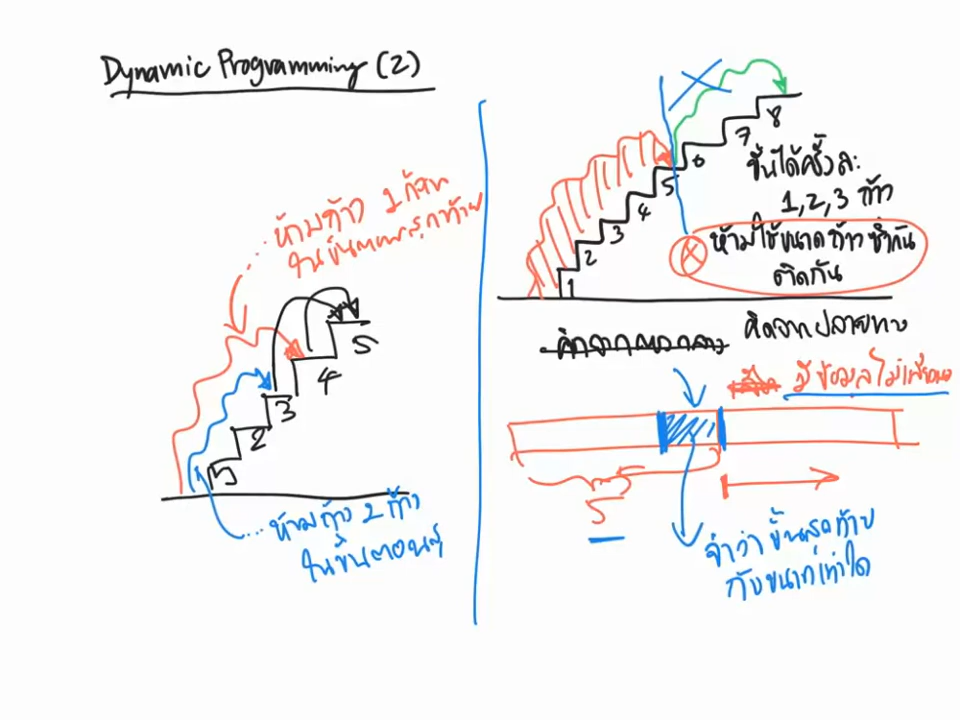 Dynamic Programming (2)
ห้ามก้าว 1 ก้าว
ในขั้นตอนสุดท้าย
5
4
3
2
ห้ามก้าว 2 ก้าว
ในขั้นตอน
8
7
6
5
4
3
2
1
ขึ้นได้ครั้งละ
1, 2, 3 ก้าว
ห้ามใช้ขนาดก้าวซ้ำกัน
ติดกัน
คิดจากปลายทาง
มีข้อมูลไม่เพียงพอ
5
จำว่าขั้นสุดท้าย
ก้าวขนาดเท่าใด